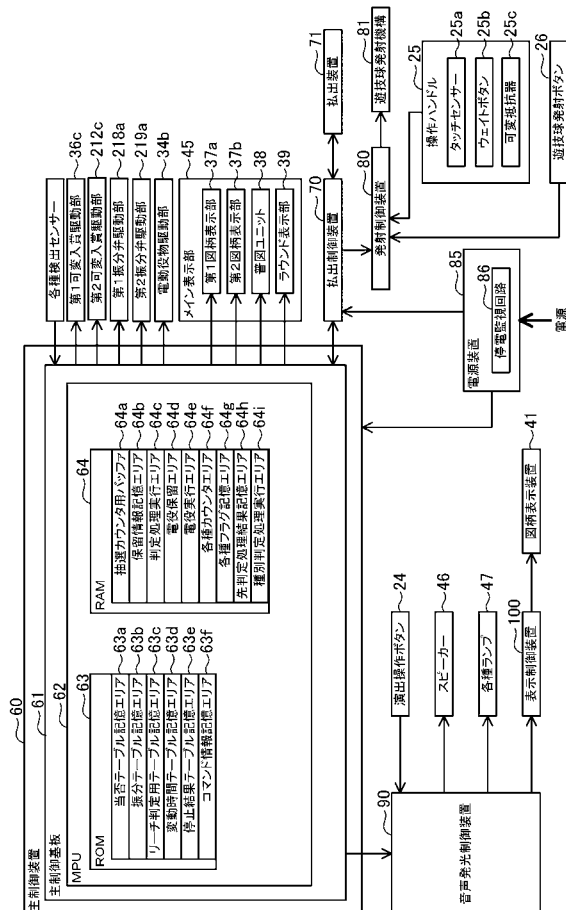 60
主制御装置
61
主制御基板
62
MPU
63
ROM
当否テーブル記憶エリア
63a
振分テーブル記憶エリア
63b
リーチ判定用テーブル記憶エリア
63c
変動時間テーブル記憶エリア
63d
停止結果テーブル記憶エリア
63e
コマンド情報記憶エリア
63f
64
RAM
抽選カウンタ用バッファ
64a
保留情報記憶エリア
64b
判定処理実行エリア
64c
電役保留エリア
64d
電役実行エリア
64e
各種カウンタエリア
64f
各種フラグ記憶エリア
64g
先判定処理結果記憶エリア
64h
種別判定処理実行エリア
64i
各種検出センサー
第1可変入賞駆動部
36c
第2可変入賞駆動部
212c
第1振分弁駆動部
218a
第2振分弁駆動部
219a
電動役物駆動部
34b
メイン表示部
45
第1図柄表示部
37a
第2図柄表示部
37b
普図ユニット
38
ラウンド表示部
39
払出制御装置
70
払出装置
71
発射制御装置
80
遊技球発射機構
81
操作ハンドル
25
タッチセンサー
25a
ウェイトボタン
25b
可変抵抗器
25c
遊技球発射ボタン
26
電源装置
85
停電監視回路
86
電源
90
音声発光制御装置
演出操作ボタン
24
スピーカー
46
各種ランプ
47
表示制御装置
100
図柄表示装置
41